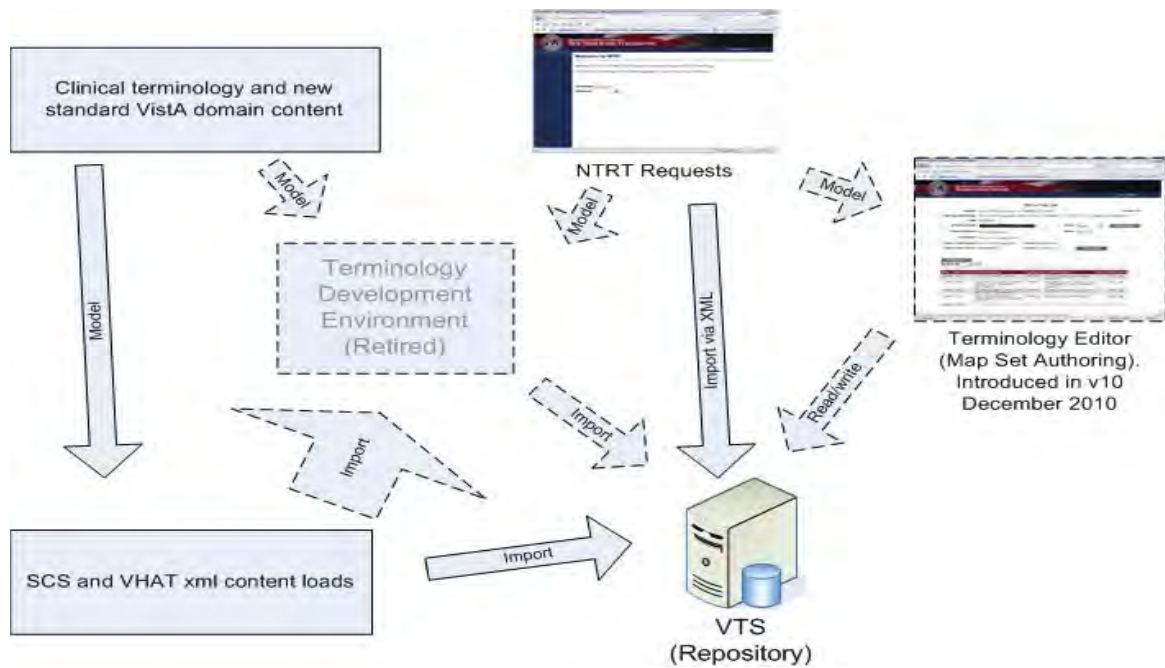 Clinical terminology and new
standard VistA domain content
NTRT Requests
Model
Model
Model
Model
Terminology
Development
Environment
(Retired)
Import via XML
Terminology Editor
(Map Set Authoring).
Introduced in v10
December 2010
Read/write
Import
Import
SCS and VHAT xml content loads
Import
VTS
(Repository)